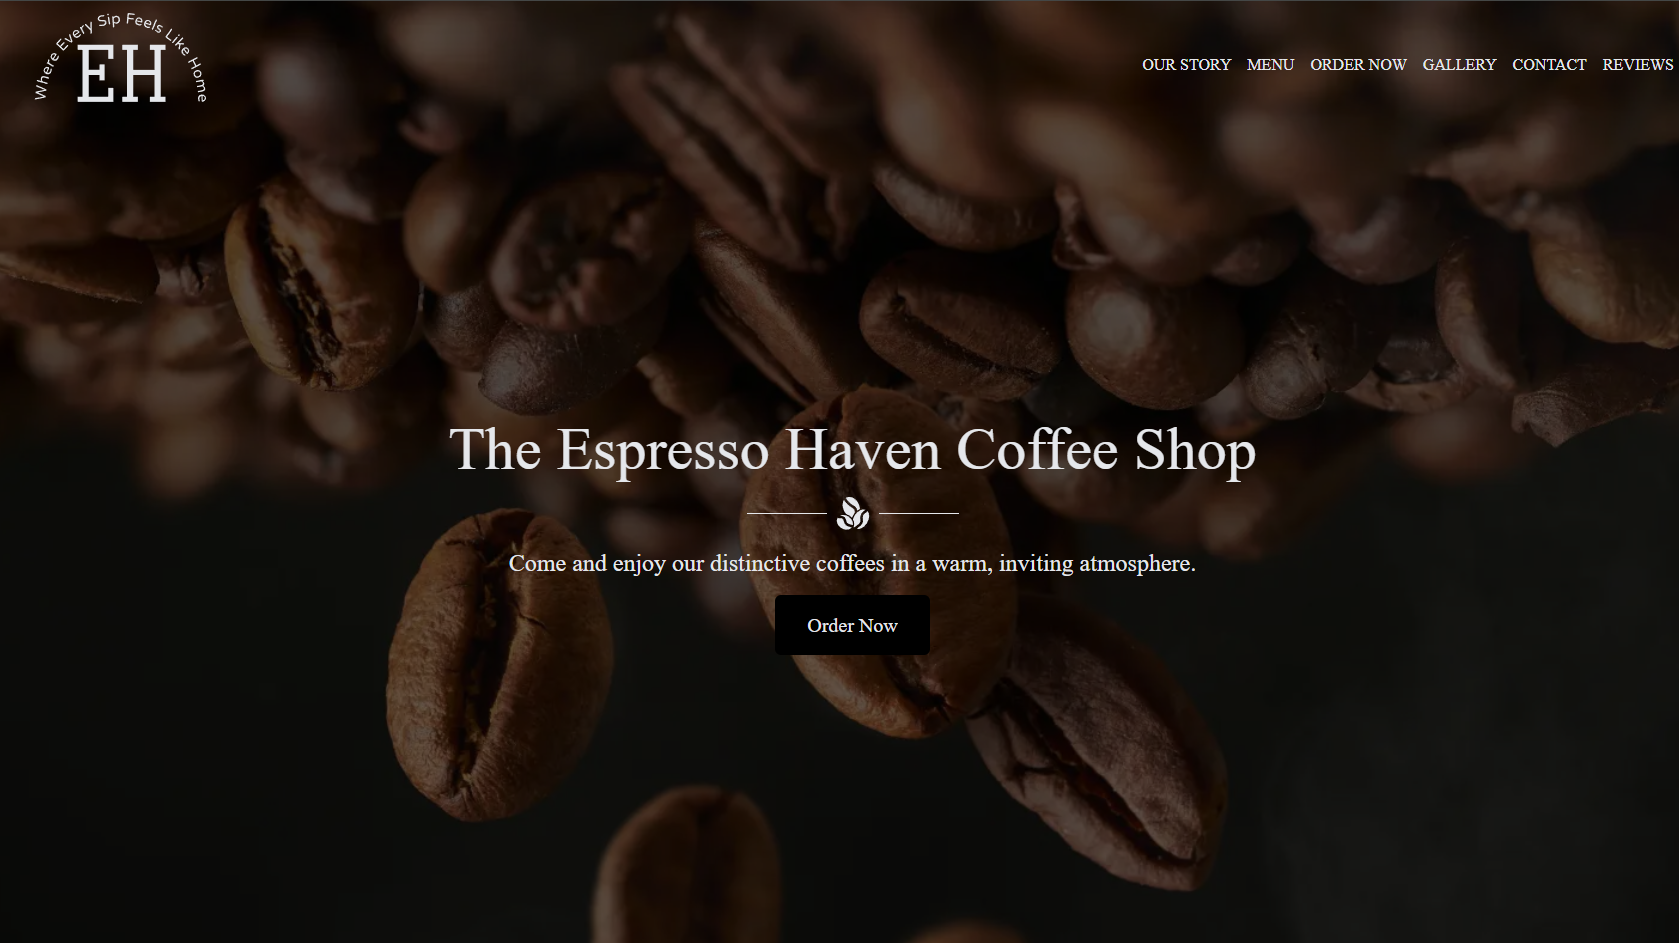 Where Every Sip Feels Like Home
EH
OUR STORY MENU ORDER NOW GALLERY CONTACT REVIEWS
The Espresso Haven Coffee Shop
Come and enjoy our distinctive coffees in a warm, inviting atmosphere.
Order Now